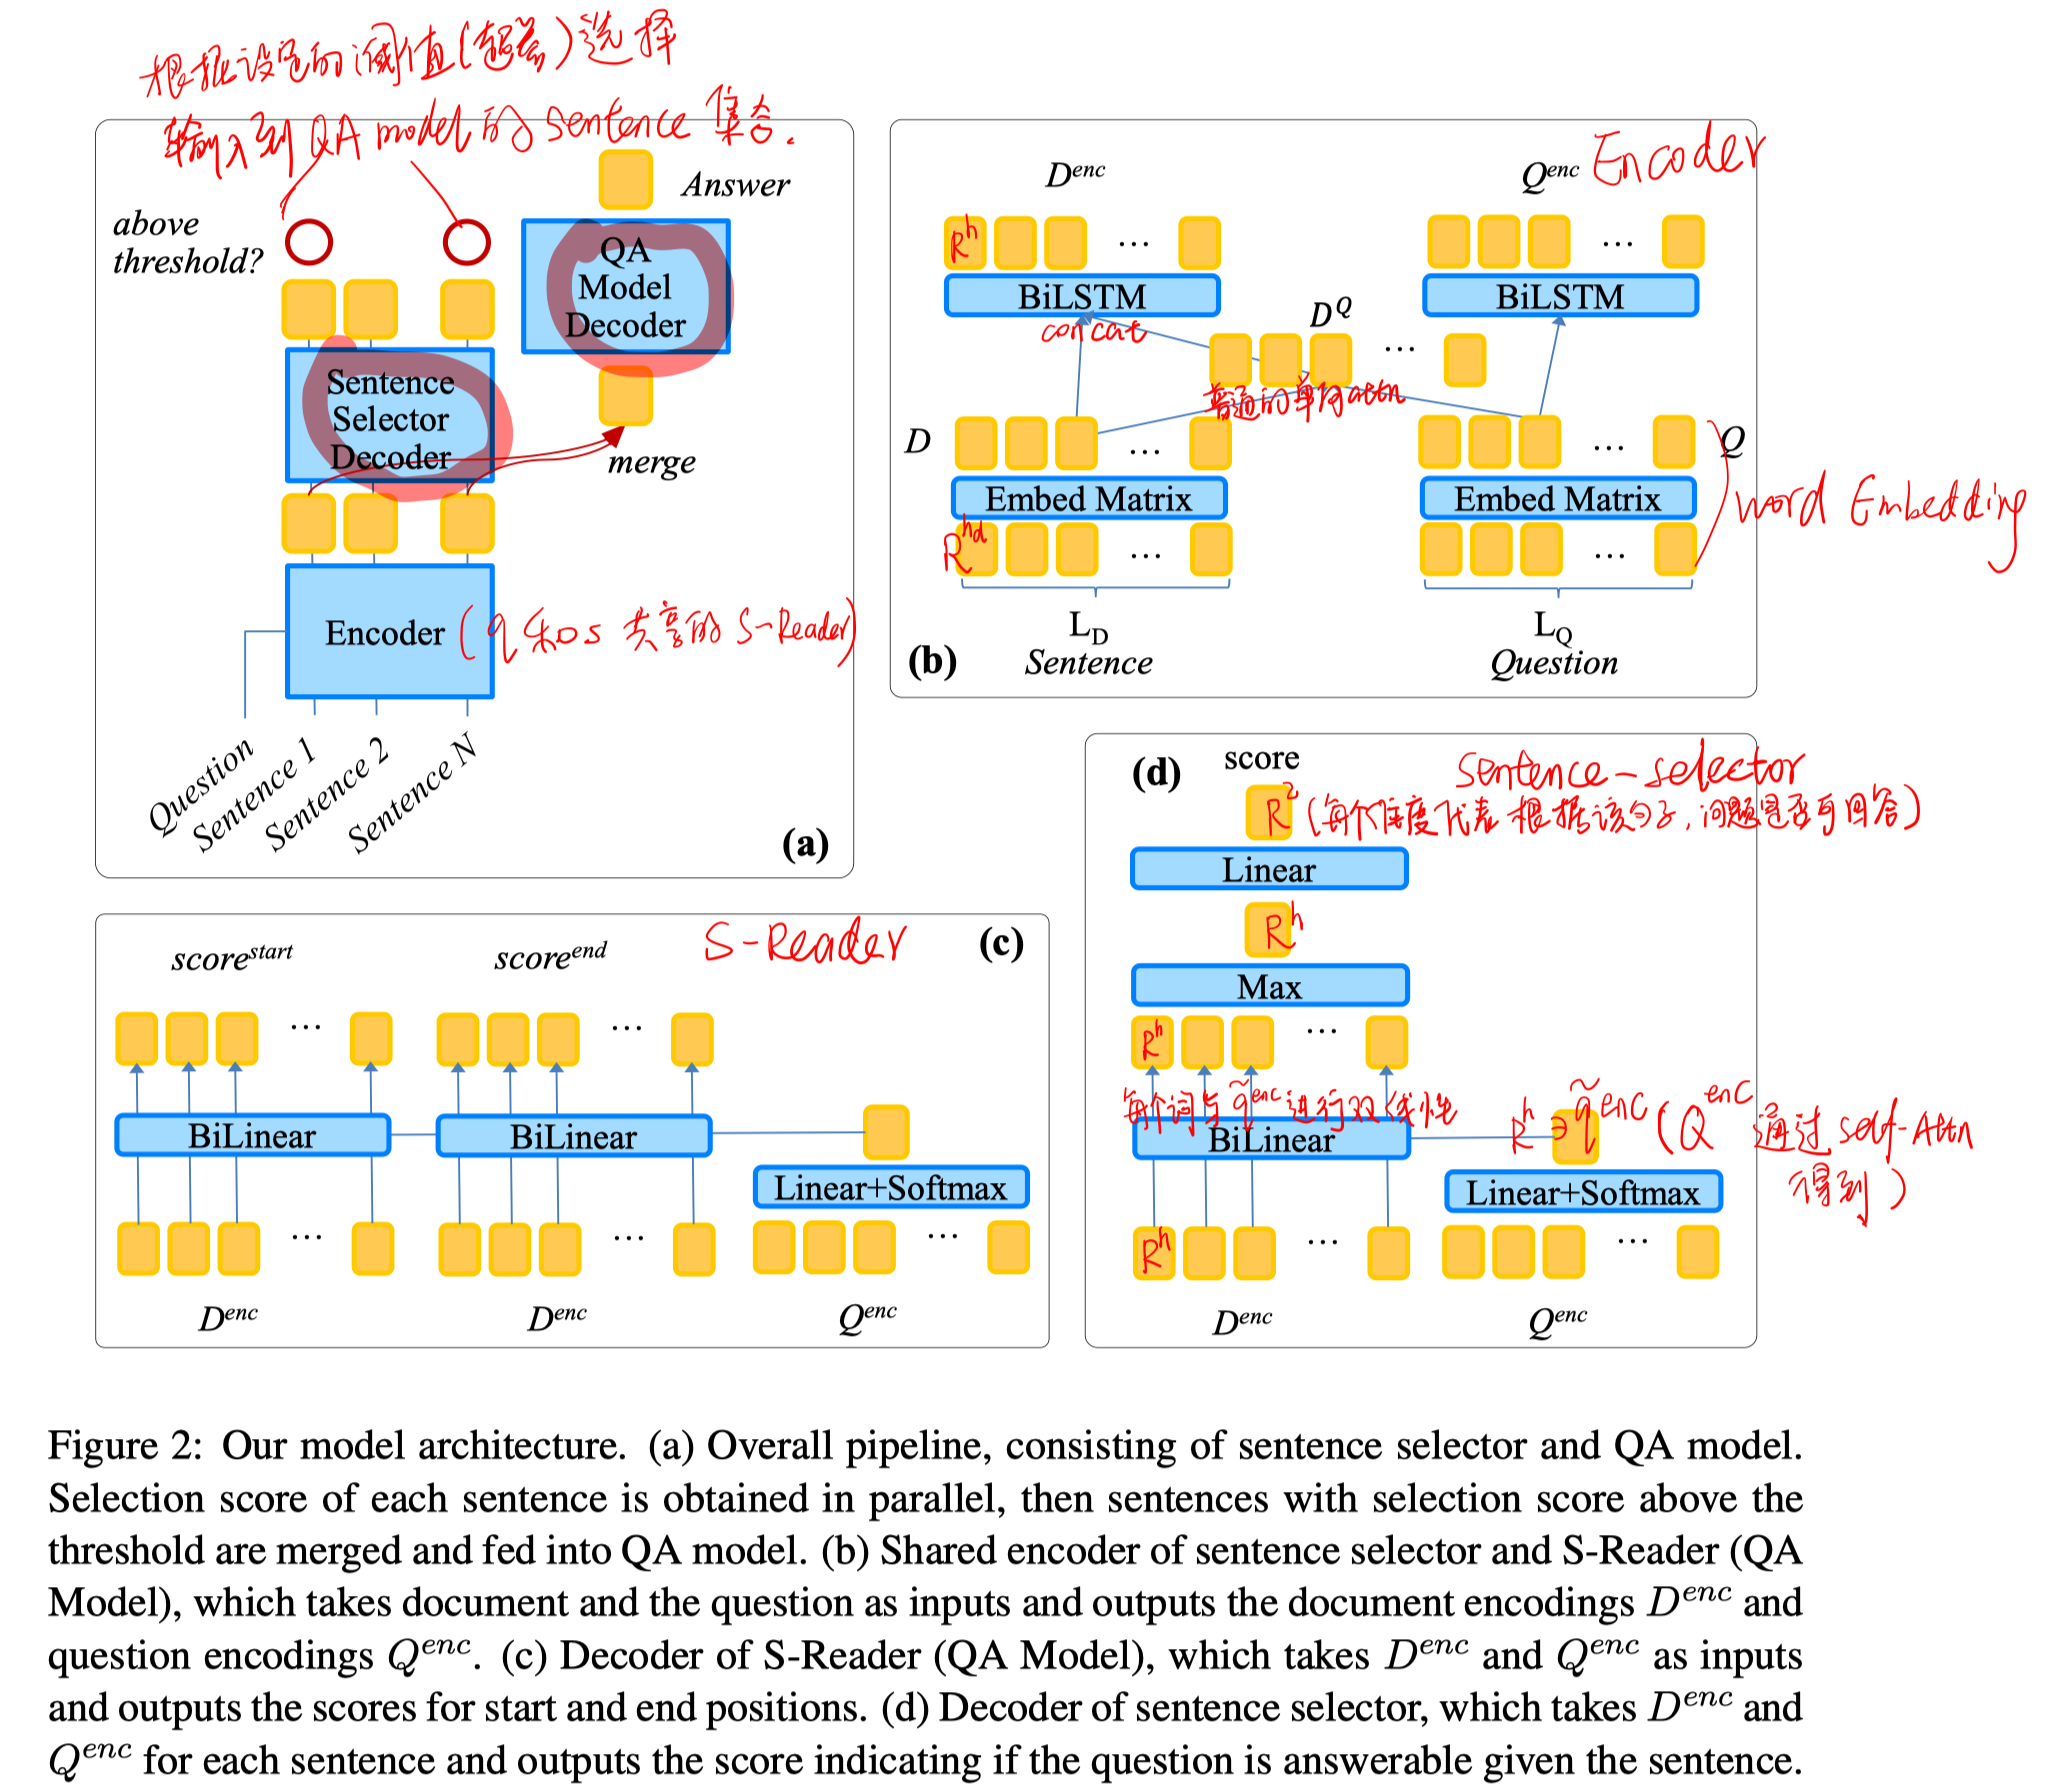 根据设定的阈值(超参)选择
输入到QA model的sentence 集合.
Answer
above
threshold?
QA
Model
Decoder
Sentence
Selector
Decoder
merge
Encoder (q和Ds 共享的 S-Reader)
Question
Sentence 1
Sentence 2
Sentence N
(a)
Encoder
D^enc
Q^enc
R^h
...
...
BiLSTM
BiLSTM
concat
D^Q
...
普通的单向attn
D
...
...
Q
Embed Matrix
Embed Matrix
word Embedding
R^hd
...
...
L_D
L_Q
(b)
Sentence
Question
S-Reader
(c)
score^start
score^end
...
...
BiLinear
BiLinear
Linear+Softmax
...
...
...
D^enc
D^enc
Q^enc
(d)
score
sentence-selector
R^2 (每个维度代表根据该句子,问题是否可回答)
Linear
R^h
Max
R^h
...
每个词与q̃^enc进行双线性
BiLinear
R^h ∋ q̃^enc (Q^enc 通过 self-Attn
得到)
Linear+Softmax
R^h
...
...
D^enc
Q^enc
Figure 2: Our model architecture. (a) Overall pipeline, consisting of sentence selector and QA model.
Selection score of each sentence is obtained in parallel, then sentences with selection score above the
threshold are merged and fed into QA model. (b) Shared encoder of sentence selector and S-Reader (QA
Model), which takes document and the question as inputs and outputs the document encodings D^enc and
question encodings Q^enc. (c) Decoder of S-Reader (QA Model), which takes D^enc and Q^enc as inputs
and outputs the scores for start and end positions. (d) Decoder of sentence selector, which takes D^enc and
Q^enc for each sentence and outputs the score indicating if the question is answerable given the sentence.